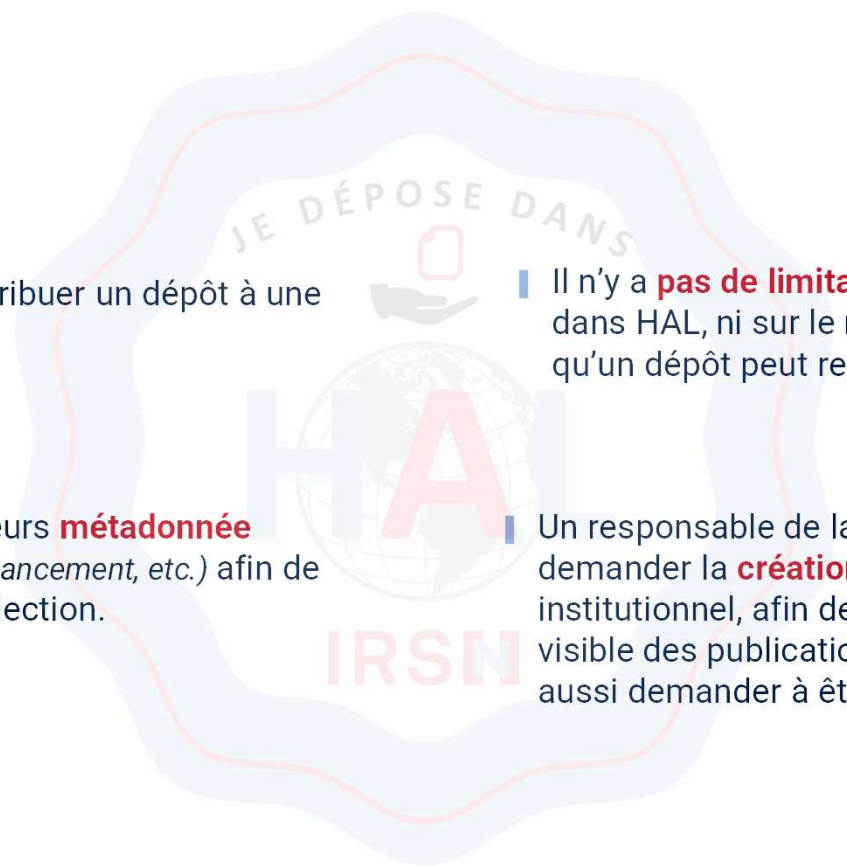 JE DÉPOSE DANS
HAL
IRSN
ribuer un dépôt à une
eurs métadonnée
ancement, etc.) afin de
lection.
Il n'y a pas de limita
dans HAL, ni sur le
qu'un dépôt peut re
Un responsable de la
demander la création
institutionnel, afin de
visible des publicatio
aussi demander à êt